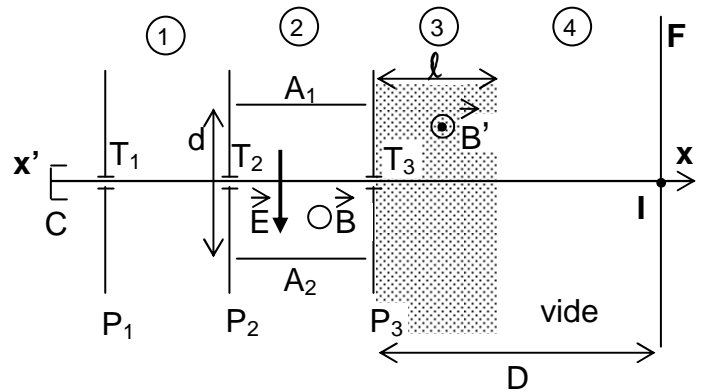 ① ② ③ ④ F
ℓ
A₁
d B'⃗
x' T₁ T₂ T₃ x
C E⃗ B⃗ I
A₂
vide
P₁ P₂ P₃
D